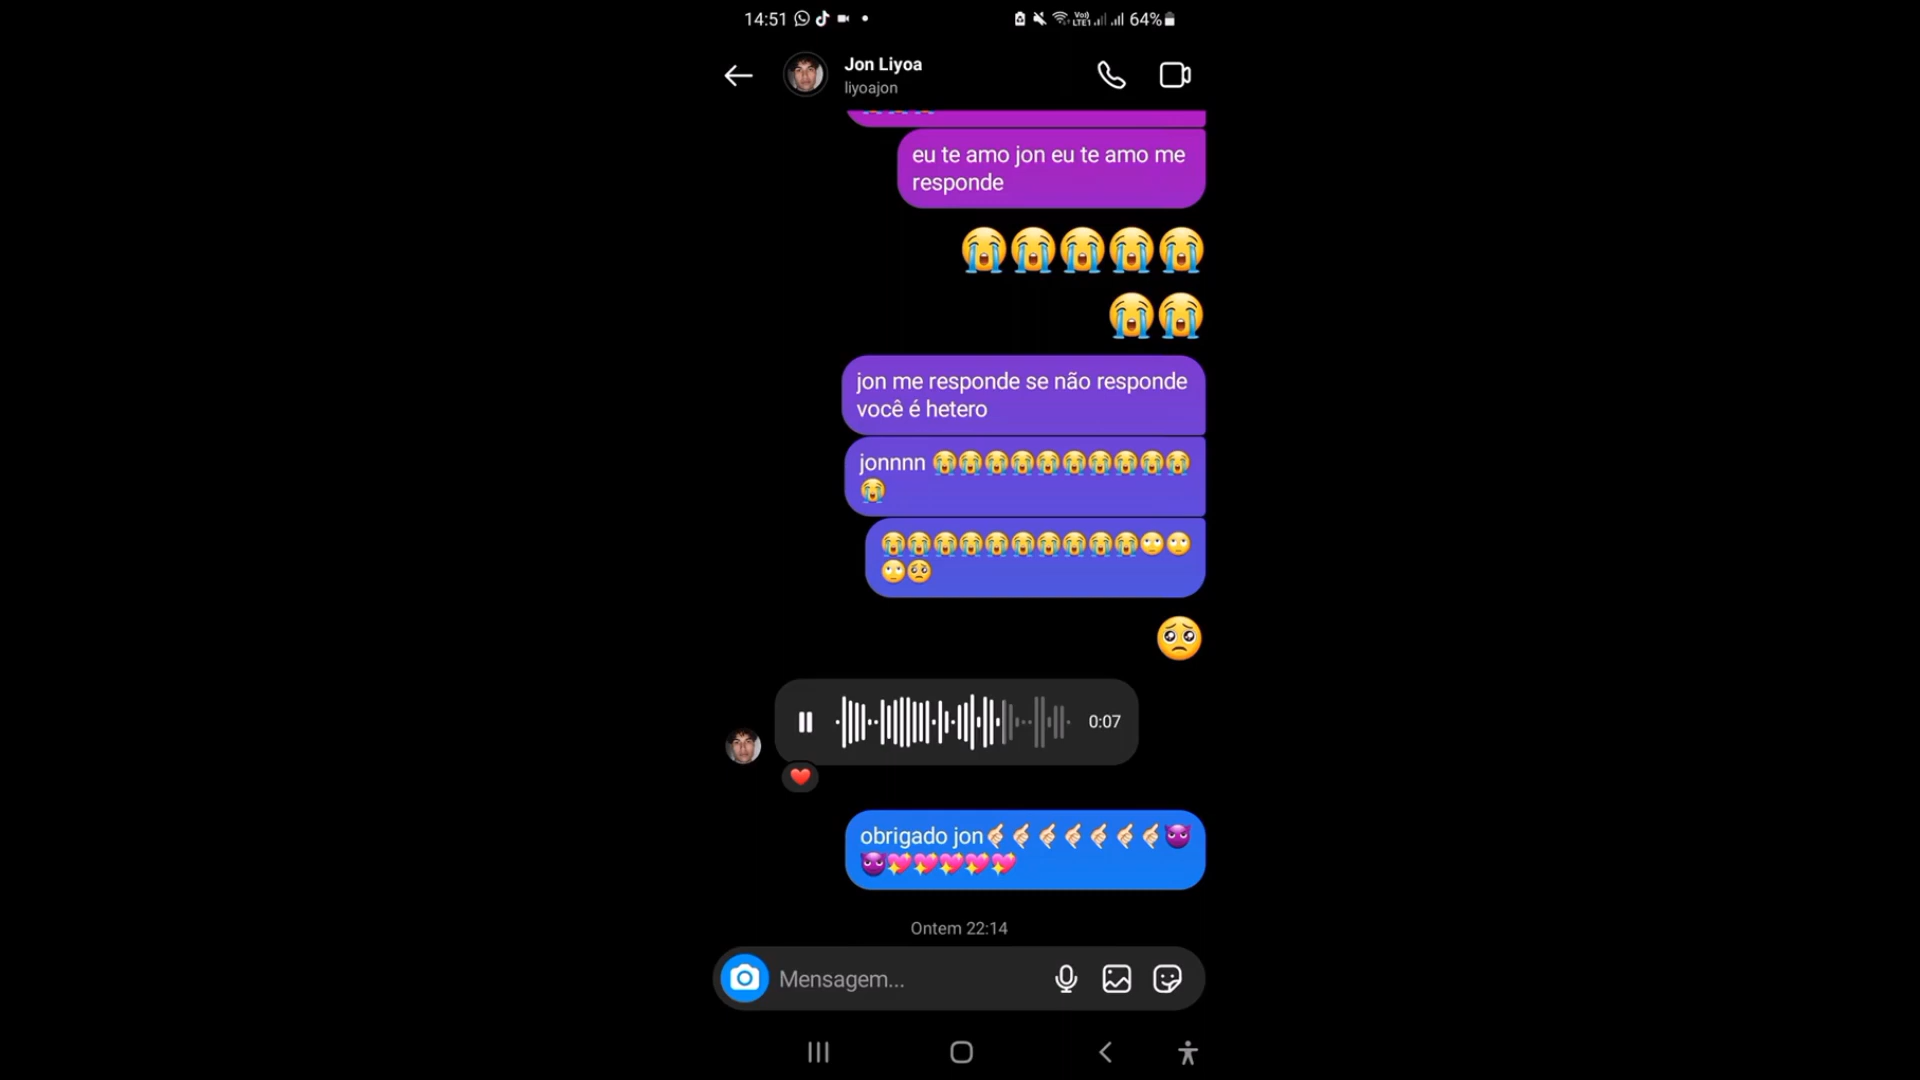 14:51 64%
Jon Liyoa
liyoajon
eu te amo jon eu te amo me
responde
😭😭😭😭😭
😭😭
jon me responde se não responde
você é hetero
jonnnn 😭😭😭😭😭😭😭😭😭😭
😭
😭😭😭😭😭😭😭😭😭😭🙄🙄
🙄🥺
🥺
0:07
❤️
obrigado jon👆🏻👆🏻👆🏻👆🏻👆🏻👆🏻👆🏻😈
😈💖💖💖💖💖
Ontem 22:14
Mensagem...